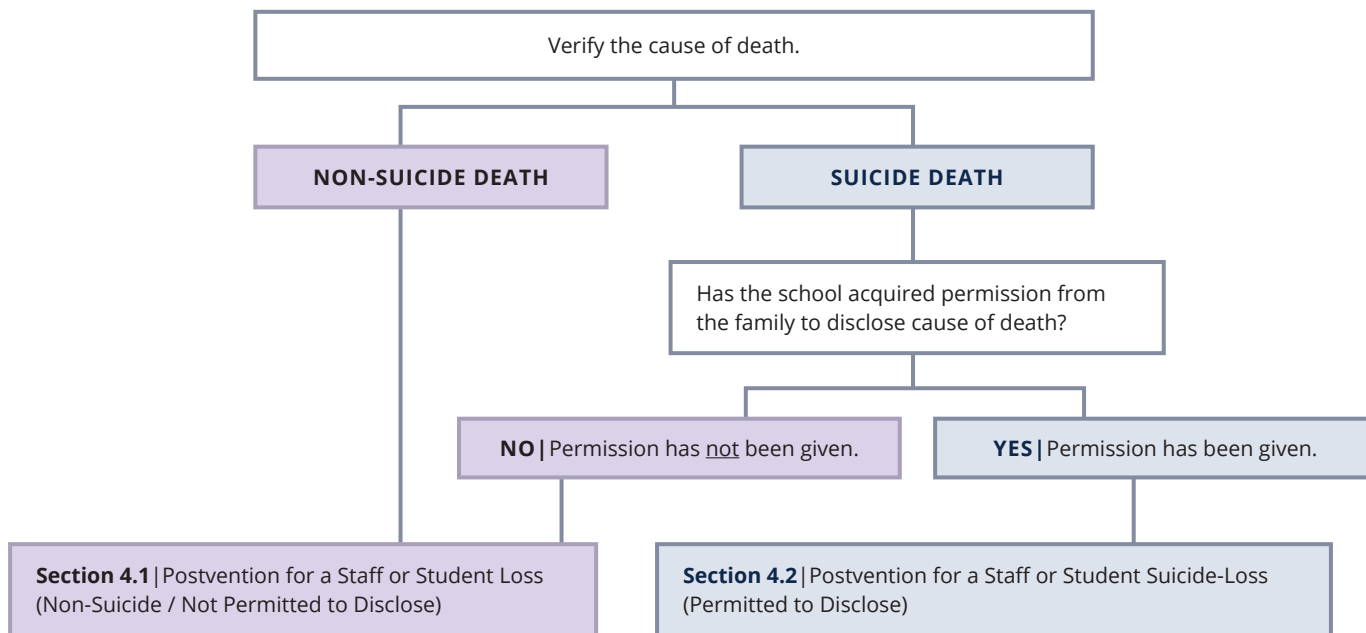 Verify the cause of death.
NON-SUICIDE DEATH
SUICIDE DEATH
Has the school acquired permission from
the family to disclose cause of death?
NO|Permission has not been given.
YES|Permission has been given.
Section 4.1|Postvention for a Staff or Student Loss
(Non-Suicide / Not Permitted to Disclose)
Section 4.2|Postvention for a Staff or Student Suicide-Loss
(Permitted to Disclose)